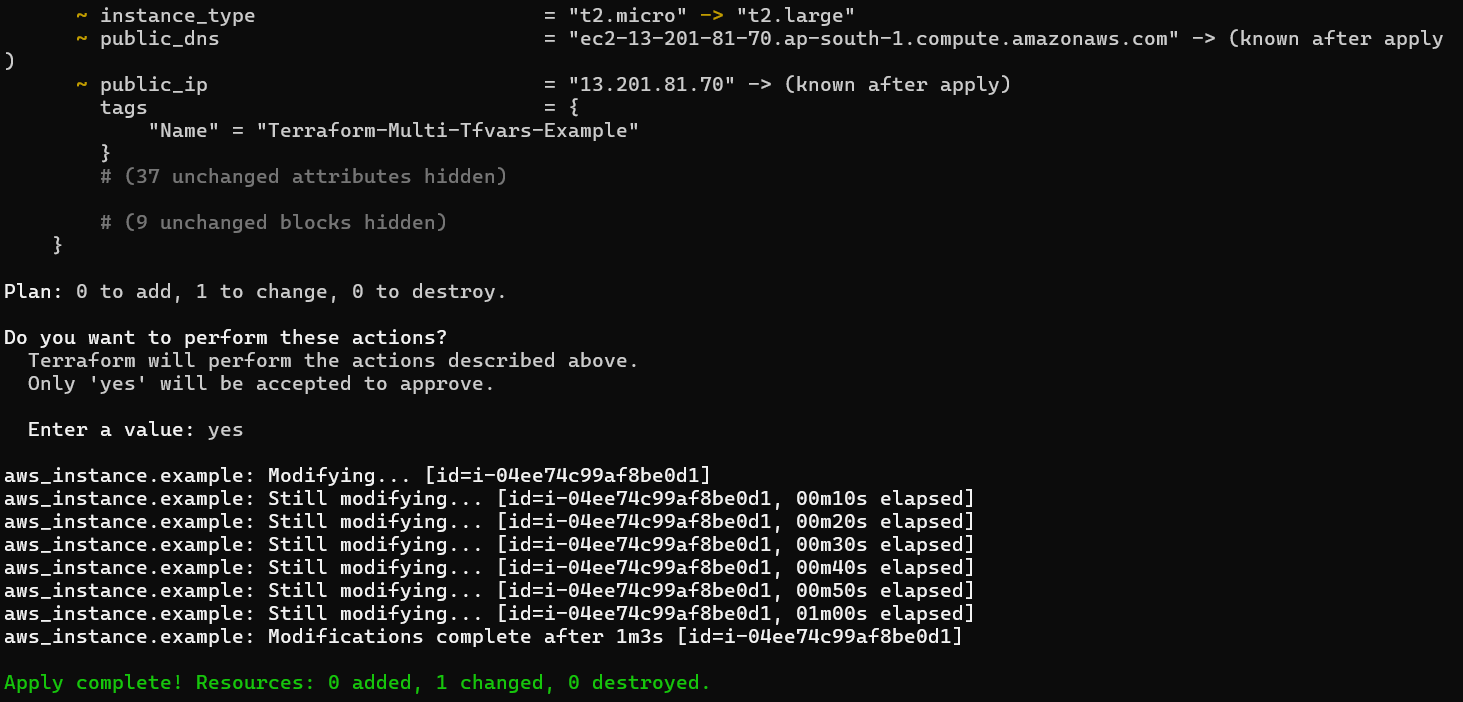 ~ instance_type = "t2.micro" -> "t2.large"
~ public_dns = "ec2-13-201-81-70.ap-south-1.compute.amazonaws.com" -> (known after apply
)
~ public_ip = "13.201.81.70" -> (known after apply)
tags = {
"Name" = "Terraform-Multi-Tfvars-Example"
}
# (37 unchanged attributes hidden)
# (9 unchanged blocks hidden)
}
Plan: 0 to add, 1 to change, 0 to destroy.
Do you want to perform these actions?
Terraform will perform the actions described above.
Only 'yes' will be accepted to approve.
Enter a value: yes
aws_instance.example: Modifying... [id=i-04ee74c99af8be0d1]
aws_instance.example: Still modifying... [id=i-04ee74c99af8be0d1, 00m10s elapsed]
aws_instance.example: Still modifying... [id=i-04ee74c99af8be0d1, 00m20s elapsed]
aws_instance.example: Still modifying... [id=i-04ee74c99af8be0d1, 00m30s elapsed]
aws_instance.example: Still modifying... [id=i-04ee74c99af8be0d1, 00m40s elapsed]
aws_instance.example: Still modifying... [id=i-04ee74c99af8be0d1, 00m50s elapsed]
aws_instance.example: Still modifying... [id=i-04ee74c99af8be0d1, 01m00s elapsed]
aws_instance.example: Modifications complete after 1m3s [id=i-04ee74c99af8be0d1]
Apply complete! Resources: 0 added, 1 changed, 0 destroyed.